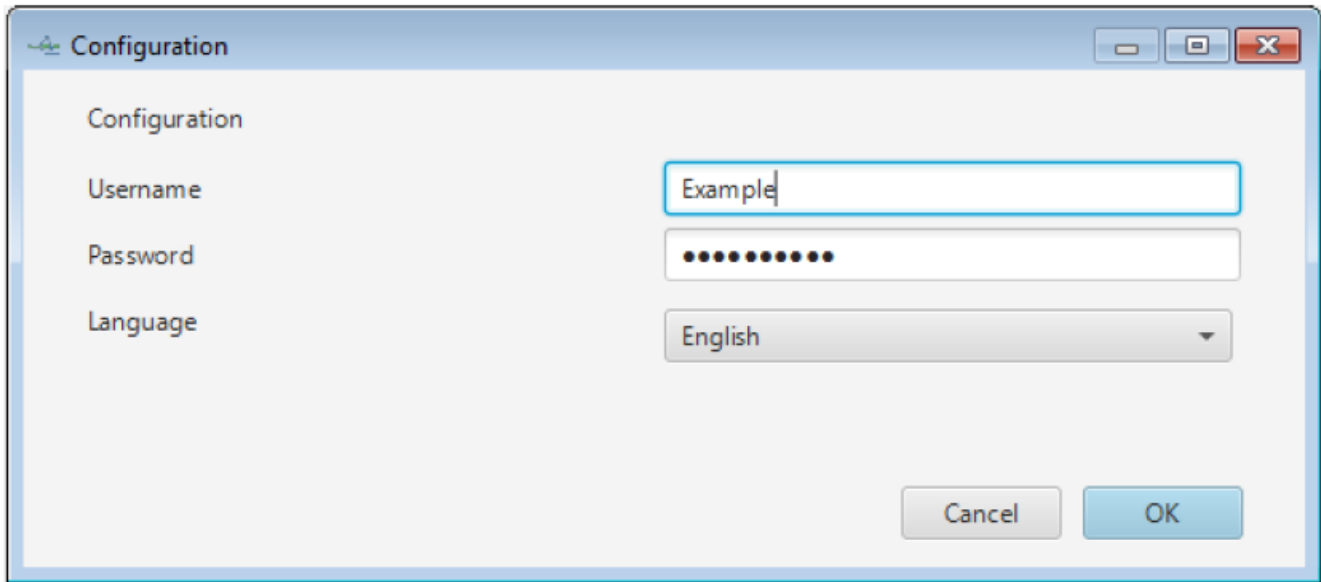 Configuration
Configuration
Username Example
Password ••••••••••
Language English
Cancel OK